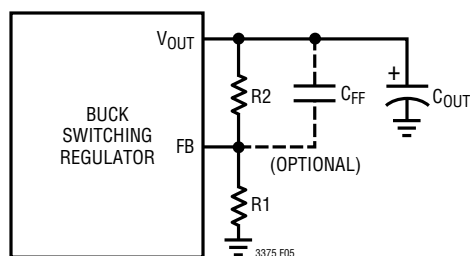 VOUT
BUCK
SWITCHING
REGULATOR
FB
R2
CFF
+
COUT
(OPTIONAL)
R1
3375 F05